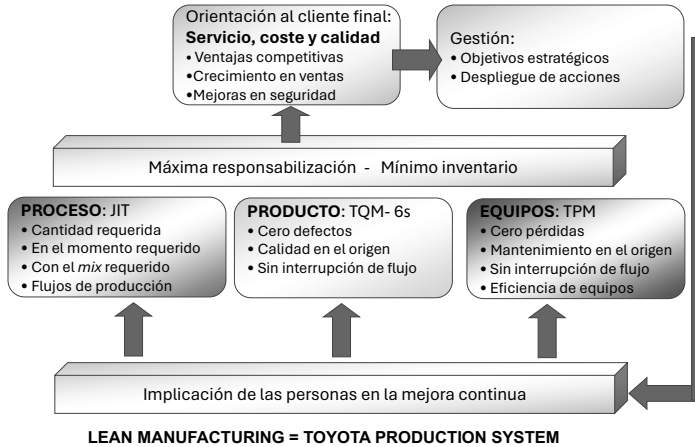 Orientación al cliente final:
Servicio, coste y calidad
• Ventajas competitivas
•Crecimiento en ventas
•Mejoras en seguridad
Gestión:
• Objetivos estratégicos
• Despliegue de acciones
Máxima responsabilización - Mínimo inventario
PROCESO: JIT
• Cantidad requerida
• En el momento requerido
• Con el mix requerido
• Flujos de producción
PRODUCTO: TQM- 6s
• Cero defectos
• Calidad en el origen
• Sin interrupción de flujo
EQUIPOS: TPM
• Cero pérdidas
• Mantenimiento en el origen
• Sin interrupción de flujo
• Eficiencia de equipos
Implicación de las personas en la mejora continua
LEAN MANUFACTURING = TOYOTA PRODUCTION SYSTEM